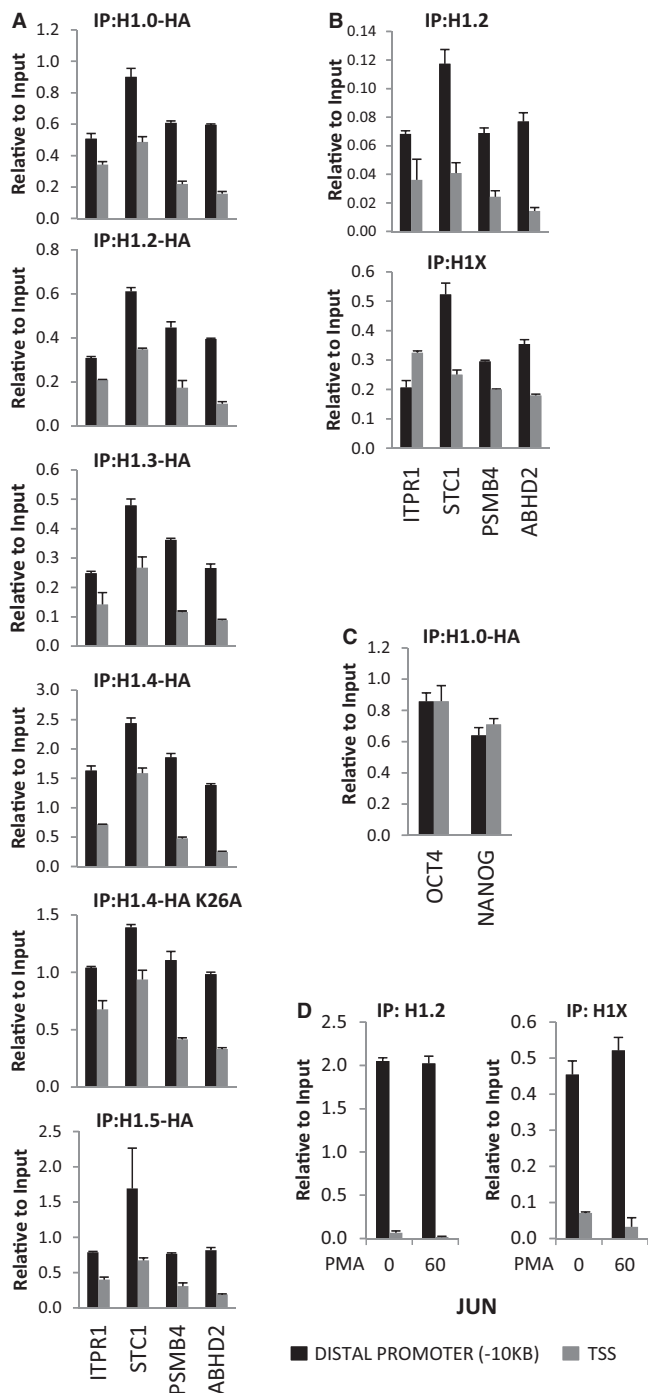 A
IP:H1.0-HA
Relative to Input
1.0
0.8
0.6
0.4
0.2
0.0
IP:H1.2-HA
Relative to Input
0.8
0.6
0.4
0.2
0.0
IP:H1.3-HA
Relative to Input
0.6
0.5
0.4
0.3
0.2
0.1
0.0
IP:H1.4-HA
Relative to Input
3.0
2.5
2.0
1.5
1.0
0.5
0.0
IP:H1.4-HA K26A
Relative to Input
1.5
1.0
0.5
0.0
IP:H1.5-HA
Relative to Input
2.5
2.0
1.5
1.0
0.5
0.0
ITPR1
STC1
PSMB4
ABHD2
B
IP:H1.2
Relative to Input
0.14
0.12
0.10
0.08
0.06
0.04
0.02
0.00
IP:H1X
Relative to Input
0.6
0.5
0.4
0.3
0.2
0.1
0.0
ITPR1
STC1
PSMB4
ABHD2
C
IP:H1.0-HA
Relative to Input
1.2
1.0
0.8
0.6
0.4
0.2
0.0
OCT4
NANOG
D
IP: H1.2
Relative to Input
2.5
2.0
1.5
1.0
0.5
0.0
PMA 0 60
IP: H1X
Relative to Input
0.6
0.5
0.4
0.3
0.2
0.1
0.0
PMA 0 60
JUN
DISTAL PROMOTER (-10KB) TSS